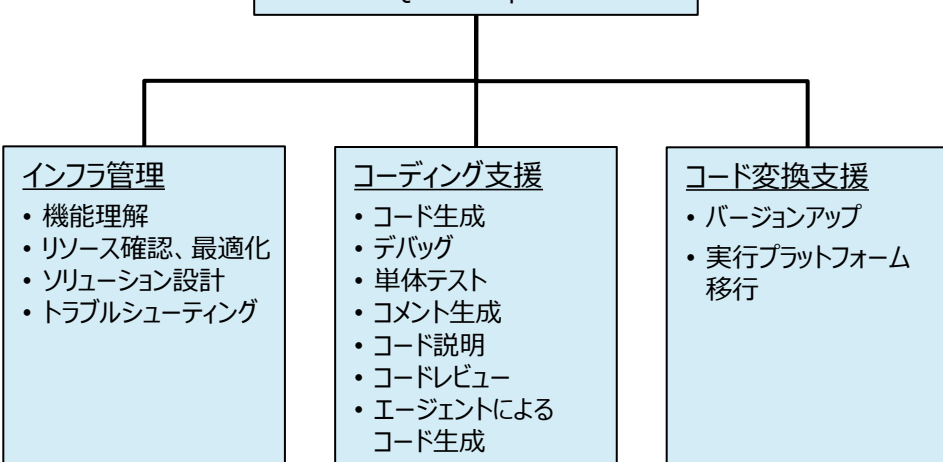 インフラ管理
• 機能理解
• リソース確認、最適化
• ソリューション設計
• トラブルシューティング
コーディング支援
• コード生成
• デバッグ
• 単体テスト
• コメント生成
• コード説明
• コードレビュー
• エージェントによる
コード生成
コード変換支援
• バージョンアップ
• 実行プラットフォーム
移行